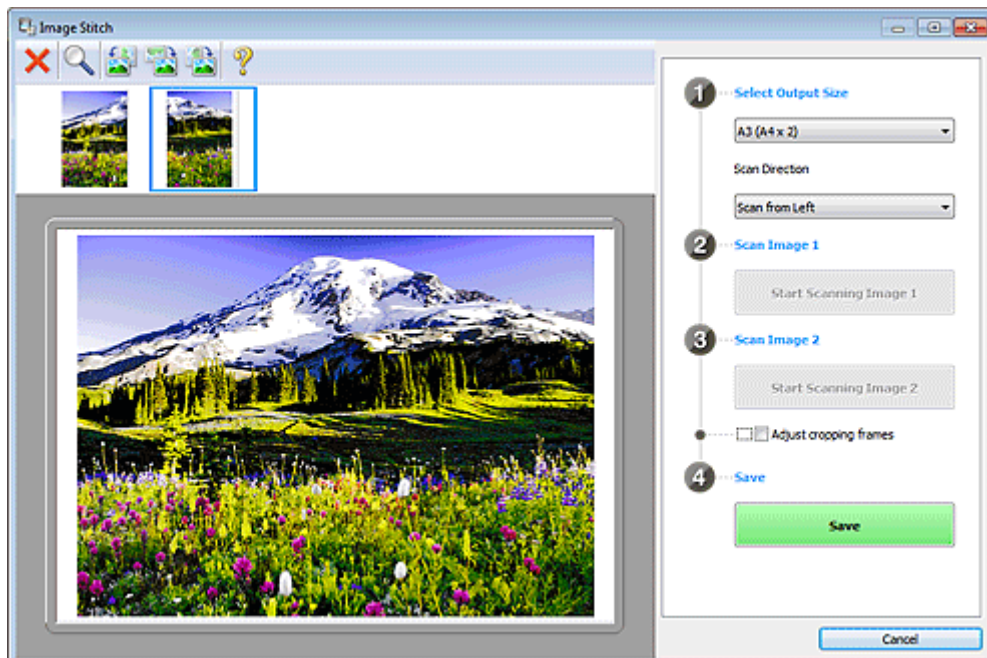 Image Stitch
?
1 Select Output Size
A3 (A4 x 2)
Scan Direction
Scan from Left
2 Scan Image 1
Start Scanning Image 1
3 Scan Image 2
Start Scanning Image 2
Adjust cropping frames
4 Save
Save
Cancel